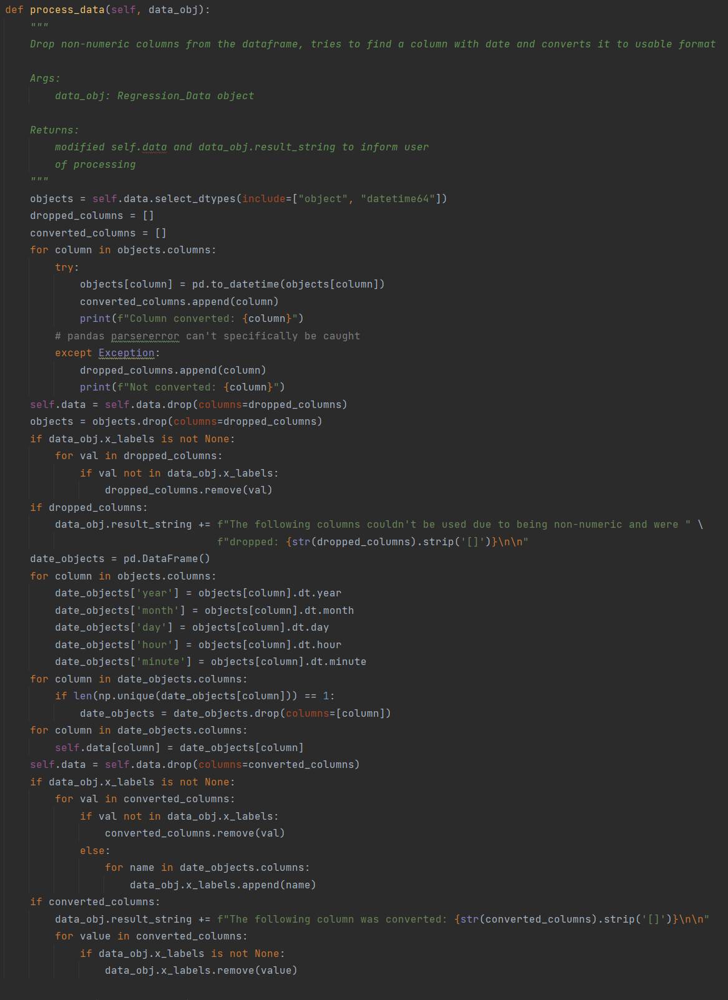 def process_data(self, data_obj):
    """
    Drop non-numeric columns from the dataframe, tries to find a column with date and converts it to usable format

    Args:
        data_obj: Regression_Data object

    Returns:
        modified self.data and data_obj.result_string to inform user
        of processing
    """
    objects = self.data.select_dtypes(include=["object", "datetime64"])
    dropped_columns = []
    converted_columns = []
    for column in objects.columns:
        try:
            objects[column] = pd.to_datetime(objects[column])
            converted_columns.append(column)
            print(f"Column converted: {column}")
        # pandas parsererror can't specifically be caught
        except Exception:
            dropped_columns.append(column)
            print(f"Not converted: {column}")
    self.data = self.data.drop(columns=dropped_columns)
    objects = objects.drop(columns=dropped_columns)
    if data_obj.x_labels is not None:
        for val in dropped_columns:
            if val not in data_obj.x_labels:
                dropped_columns.remove(val)
    if dropped_columns:
        data_obj.result_string += f"The following columns couldn't be used due to being non-numeric and were " \
                                  f"dropped: {str(dropped_columns).strip('[]')}\n\n"
    date_objects = pd.DataFrame()
    for column in objects.columns:
        date_objects['year'] = objects[column].dt.year
        date_objects['month'] = objects[column].dt.month
        date_objects['day'] = objects[column].dt.day
        date_objects['hour'] = objects[column].dt.hour
        date_objects['minute'] = objects[column].dt.minute
    for column in date_objects.columns:
        if len(np.unique(date_objects[column])) == 1:
            date_objects = date_objects.drop(columns=[column])
    for column in date_objects.columns:
        self.data[column] = date_objects[column]
    self.data = self.data.drop(columns=converted_columns)
    if data_obj.x_labels is not None:
        for val in converted_columns:
            if val not in data_obj.x_labels:
                converted_columns.remove(val)
            else:
                for name in date_objects.columns:
                    data_obj.x_labels.append(name)
    if converted_columns:
        data_obj.result_string += f"The following column was converted: {str(converted_columns).strip('[]')}\n\n"
        for value in converted_columns:
            if data_obj.x_labels is not None:
                data_obj.x_labels.remove(value)